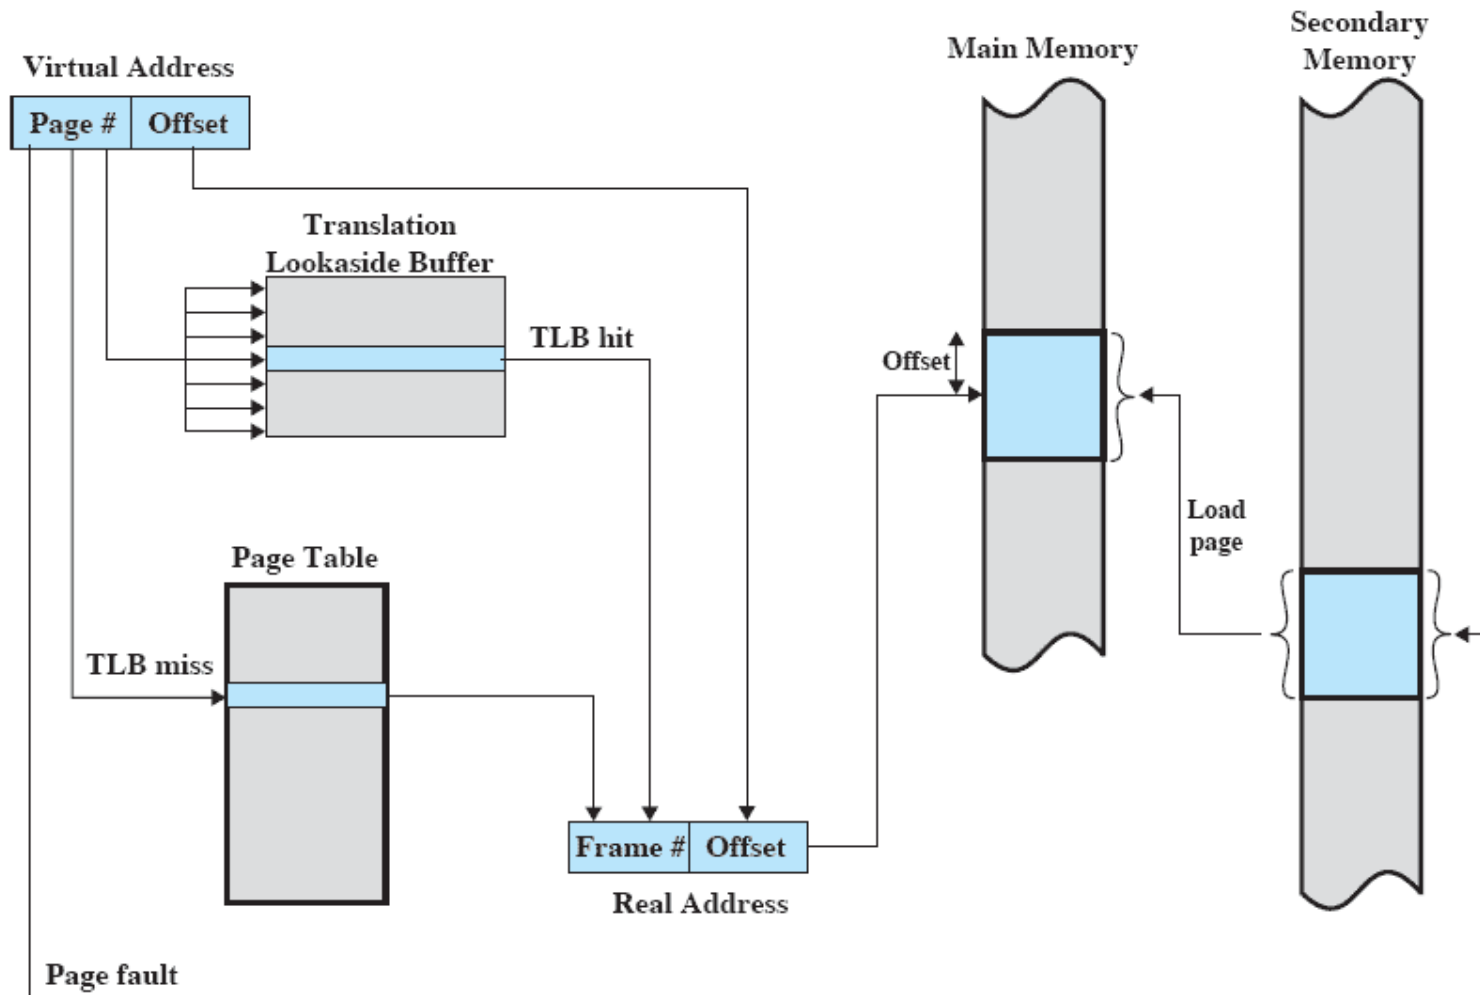 Virtual Address
Page # Offset
Translation
Lookaside Buffer
TLB hit
Page Table
TLB miss
Frame # Offset
Real Address
Page fault
Main Memory
Offset
Load
page
Secondary
Memory